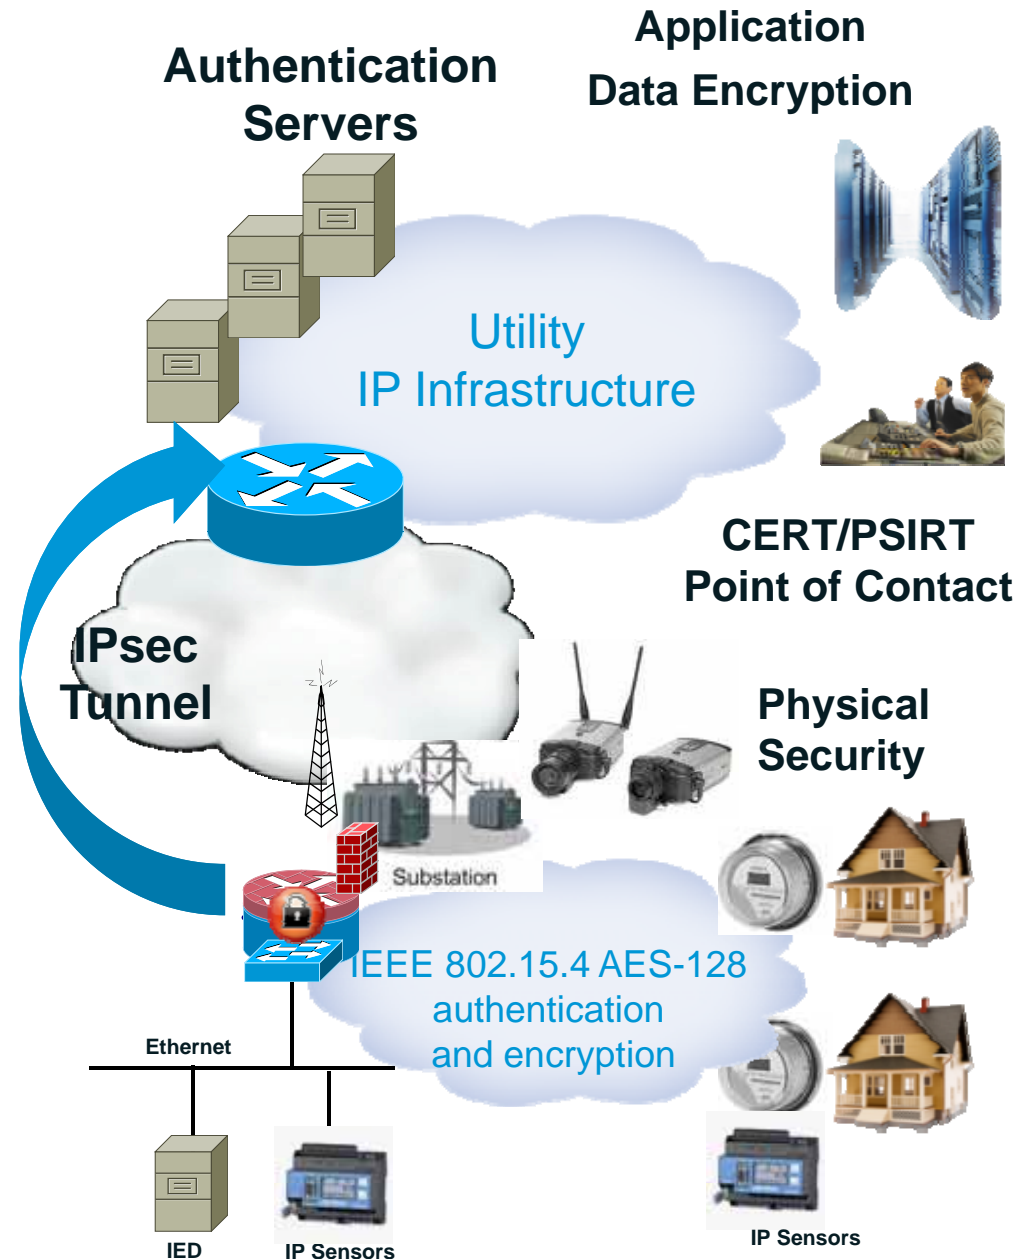 Application
Data Encryption
Authentication
Servers
Utility
IP Infrastructure
CERT/PSIRT
Point of Contact
IPsec
Tunnel
Physical
Security
Substation
IEEE 802.15.4 AES-128
authentication
and encryption
Ethernet
IED
IP Sensors
IP Sensors